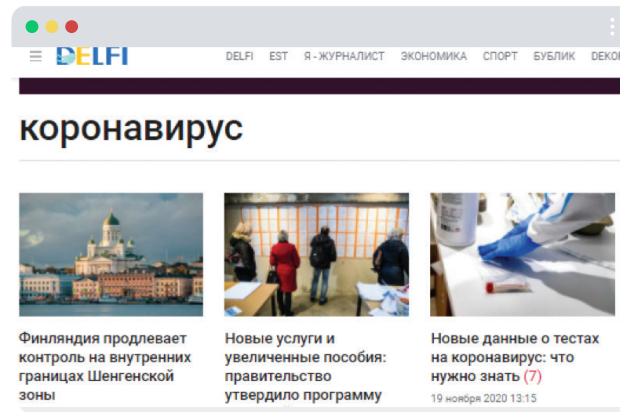 DELFI
DELFI EST Я - ЖУРНАЛИСТ ЭКОНОМИКА СПОРТ БУБЛИК
коронавирус
Финляндия продлевает
контроль на внутренних
границах Шенгенской
зоны
Новые услуги и
увеличенные пособия:
правительство
утвердило программу
Новые данные о тестах
на коронавирус: что
нужно знать (7)
19 ноября 2020 13:15